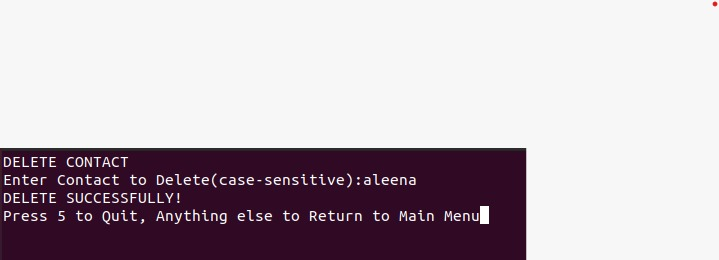 DELETE CONTACT
Enter Contact to Delete(case-sensitive):aleena
DELETE SUCCESSFULLY!
Press 5 to Quit, Anything else to Return to Main Menu